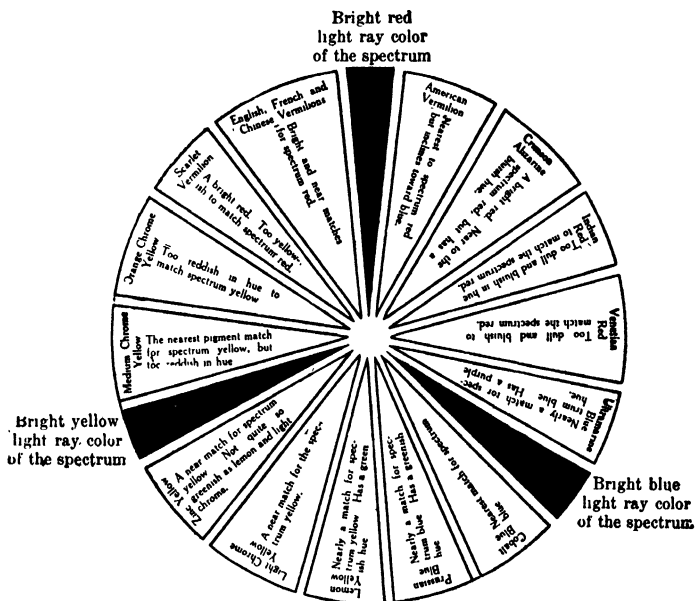 Bright red
light ray color
of the spectrum
American
Vermilion
Nearest to spectrum red
but inclines toward blue.
Crimson
Alizarine
A bright red. Near to the
spectrum red, but has a
bluish hue.
Indian
Red
Too dull and bluish in hue
to match the spectrum red.
Venetian
Red
Too dull and bluish to
match the spectrum red.
Ultramarine
Blue
Nearly a match for spec-
trum blue Has a purple
hue.
Bright blue
light ray color
of the spectrum
Cobalt
Blue
Nearest match for spectrum
blue
Prussian
Blue
Nearly a match for spec-
trum blue Has a greenish
hue
Lemon
Yellow
Nearly a match for spec-
trum yellow Has a green
ish hue
Light Chrome
Yellow
A near match for the spec-
trum yellow.
Zinc
Yellow
A near match for spectrum
yellow Not quite so
greenish as lemon and light
chroma.
Bright yellow
light ray color
of the spectrum
Medium Chrome
Yellow
The nearest pigment match
for spectrum yellow, but
too reddish in hue
Orange Chrome
Yellow
Too reddish in hue to
match spectrum yellow
Scarlet
Vermilion
A bright red. Too yellow-
ish to match spectrum red.
English, French and
Chinese Vermilions
Bright and near matches
for spectrum red.